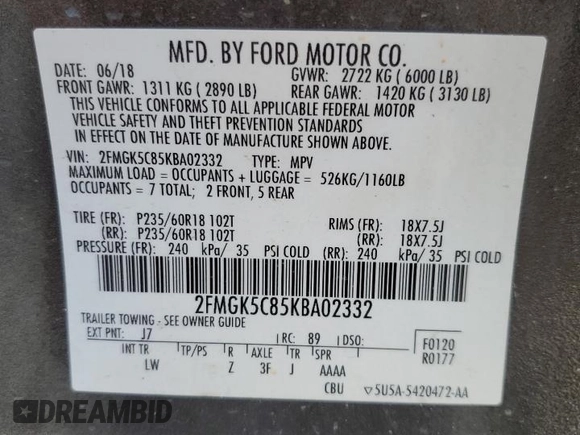 MFD. BY FORD MOTOR CO.
DATE: 06/18 GVWR: 2722 KG (6000 LB)
FRONT GAWR: 1311 KG (2890 LB) REAR GAWR: 1420 KG (3130 LB)
THIS VEHICLE CONFORMS TO ALL APPLICABLE FEDERAL MOTOR
VEHICLE SAFETY AND THEFT PREVENTION STANDARDS
IN EFFECT ON THE DATE OF MANUFACTURE SHOWN ABOVE.
VIN: 2FMGK5C85KBA02332 TYPE: MPV
MAXIMUM LOAD = OCCUPANTS + LUGGAGE = 526KG/1160LB
OCCUPANTS = 7 TOTAL; 2 FRONT, 5 REAR
TIRE (FR): P235/60R18 102T RIMS (FR): 18X7.5J
(RR): P235/60R18 102T (RR): 18X7.5J
PRESSURE (FR): 240 kPa/ 35 PSI COLD (RR): 240 kPa/ 35 PSI COLD
2FMGK5C85KBA02332
TRAILER TOWING - SEE OWNER GUIDE
EXT PNT: J7 RC: 89 DSO: F0120
R0177
INT TR TP/PS R AXLE TR SPR
LW Z 3F J AAAA
CBU ▽5U5A-5420472-AA
DREAMBID